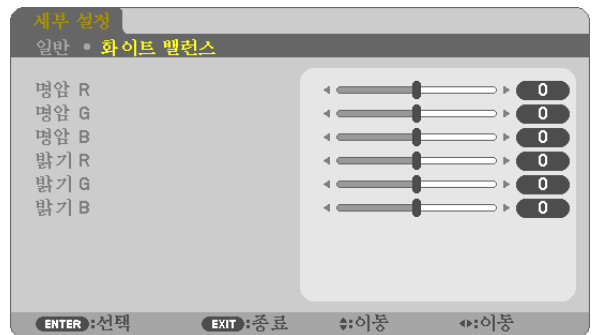 세부 설정
일반 • 화이트 밸런스
명암 R 0
명암 G 0
명암 B 0
밝기 R 0
밝기 G 0
밝기 B 0
ENTER :선택 EXIT :종료 :이동 :이동